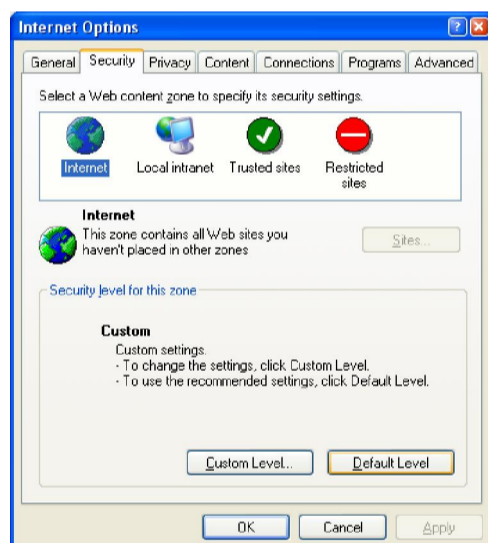 Internet Options
General Security Privacy Content Connections Programs Advanced
Select a Web content zone to specify its security settings.
Internet Local intranet Trusted sites Restricted sites
Internet
This zone contains all Web sites you
haven't placed in other zones
Sites...
Security level for this zone
Custom
Custom settings.
- To change the settings, click Custom Level.
- To use the recommended settings, click Default Level.
Custom Level... Default Level
OK Cancel Apply